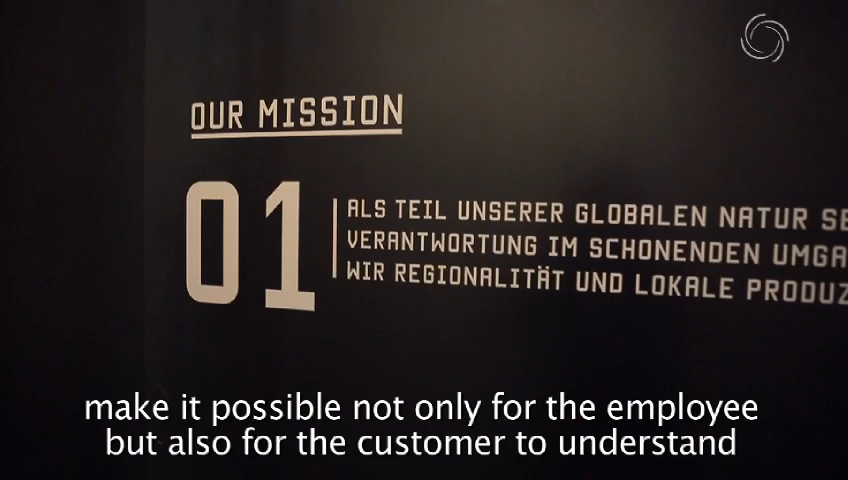 OUR MISSION
01
ALS TEIL UNSERER GLOBALEN NATUR
VERANTWORTUNG IM SCHONENDEN
WIR REGIONALITÄT UND LOKALE
make it possible not only for the employee
but also for the customer to understand